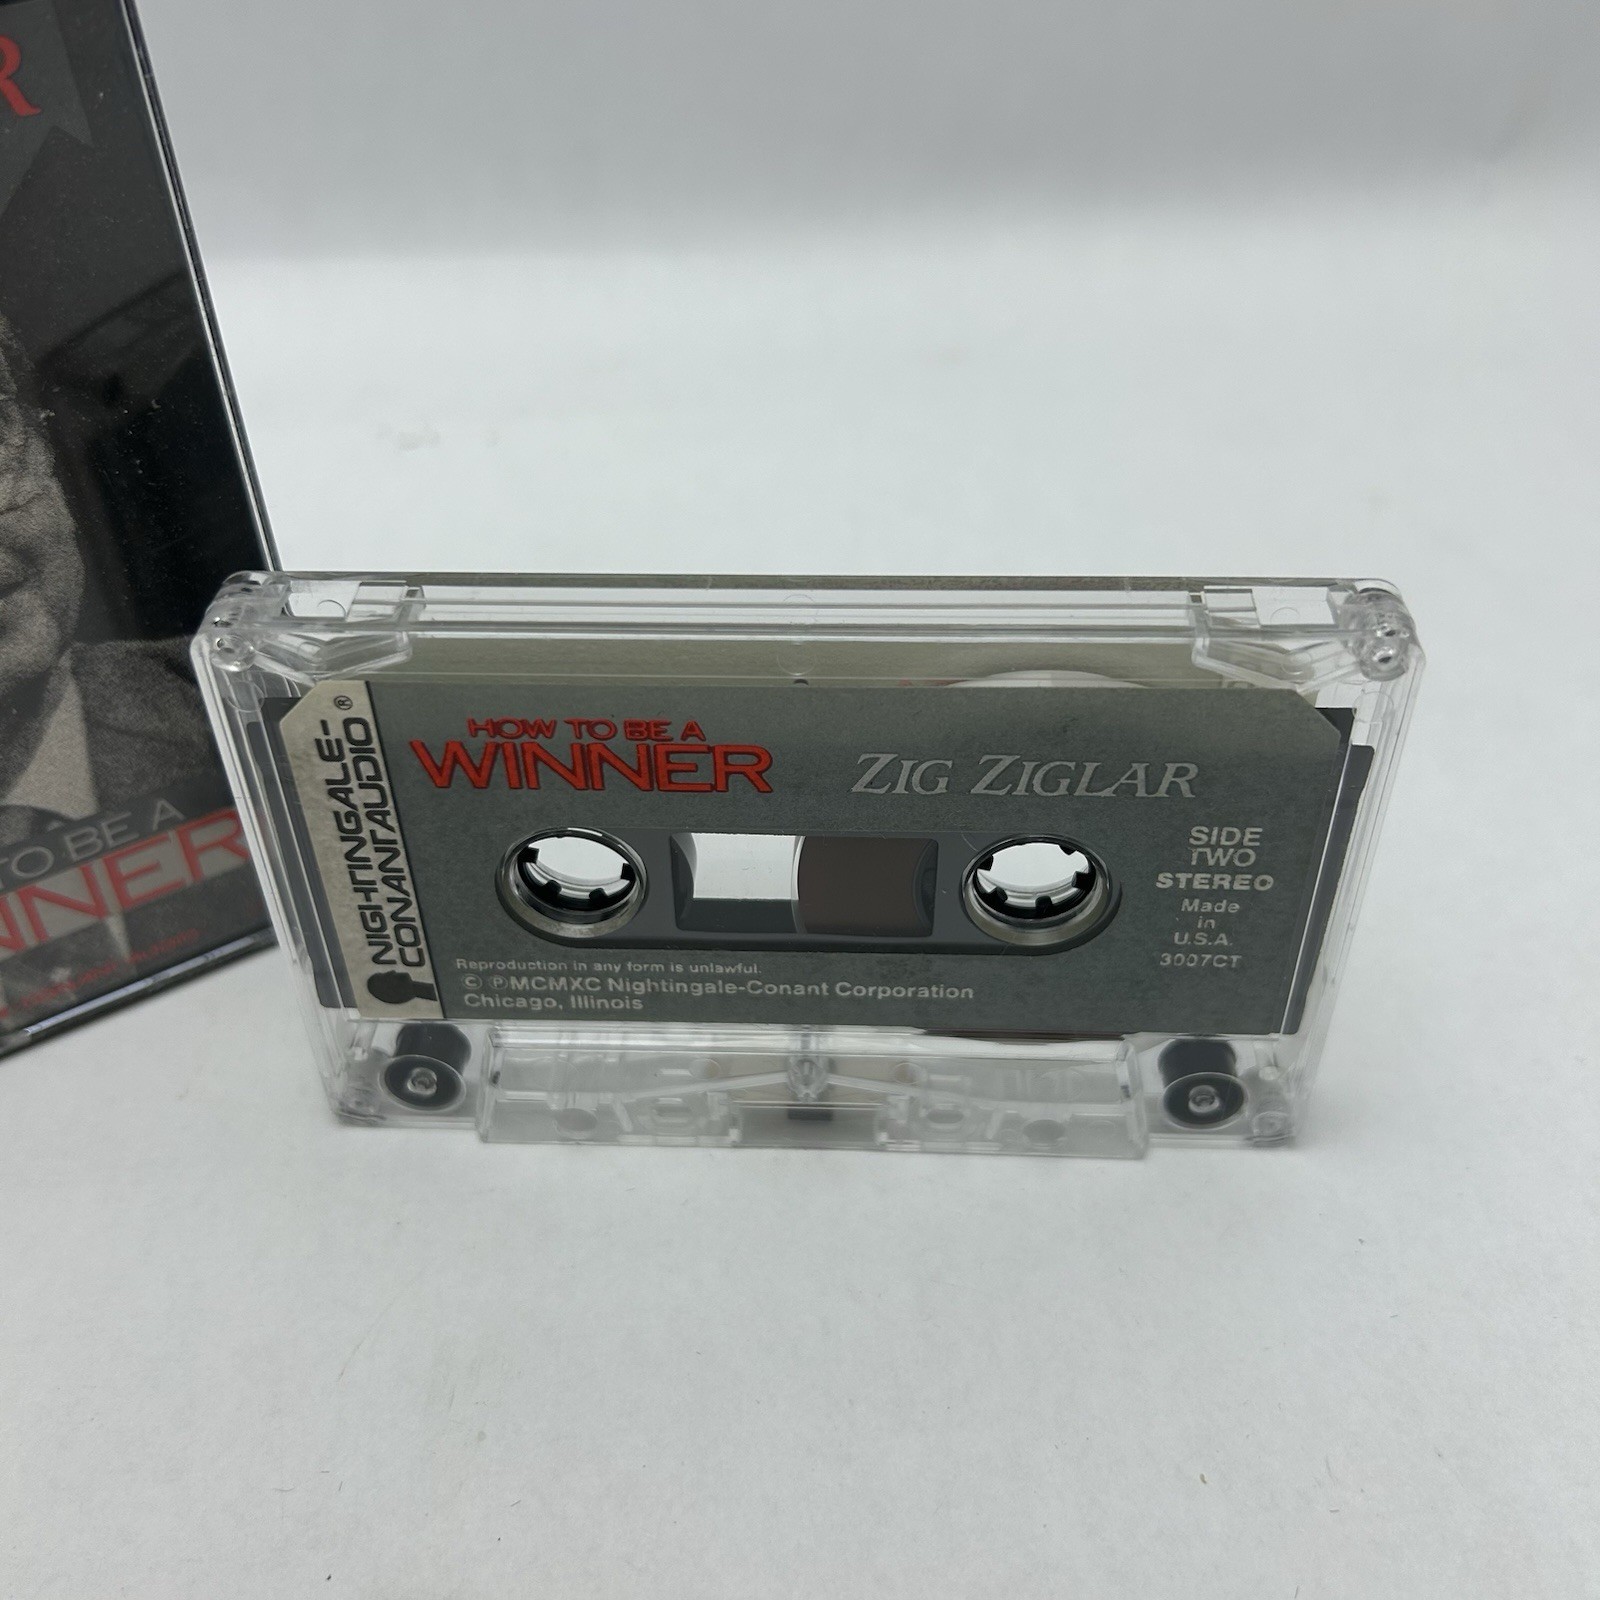 R
TO BE A
NNER
NIGHTINGALE-
CONANT AUDIO®
HOW TO BE A
WINNER
ZIG ZIGLAR
SIDE
TWO
STEREO
Made
in
U.S.A.
3007CT
Reproduction in any form is unlawful.
© ℗ MCMXC Nightingale-Conant Corporation
Chicago, Illinois